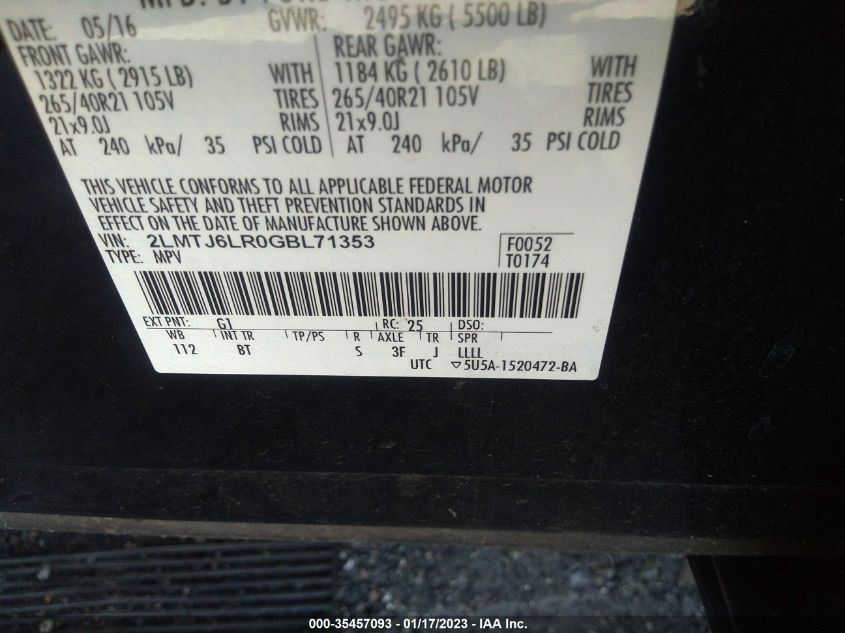 DATE: 05/16 GVWR: 2495 KG ( 5500 LB)
FRONT GAWR: REAR GAWR:
1322 KG ( 2915 LB) WITH 1184 KG ( 2610 LB) WITH
265/40R21 105V TIRES 265/40R21 105V TIRES
21x9.0J RIMS 21x9.0J RIMS
AT 240 kPa/ 35 PSI COLD AT 240 kPa/ 35 PSI COLD
THIS VEHICLE CONFORMS TO ALL APPLICABLE FEDERAL MOTOR
VEHICLE SAFETY AND THEFT PREVENTION STANDARDS IN
EFFECT ON THE DATE OF MANUFACTURE SHOWN ABOVE.
VIN: 2LMTJ6LR0GBL71353 F0052
TYPE: MPV T0174
EXT PNT: G1 RC: 25 DSO:
WB INT TR TP/PS R AXLE TR SPR
112 BT S 3F J LLLL
UTC ▽5U5A-1520472-BA
000-35457093 - 01/17/2023 - IAA Inc.